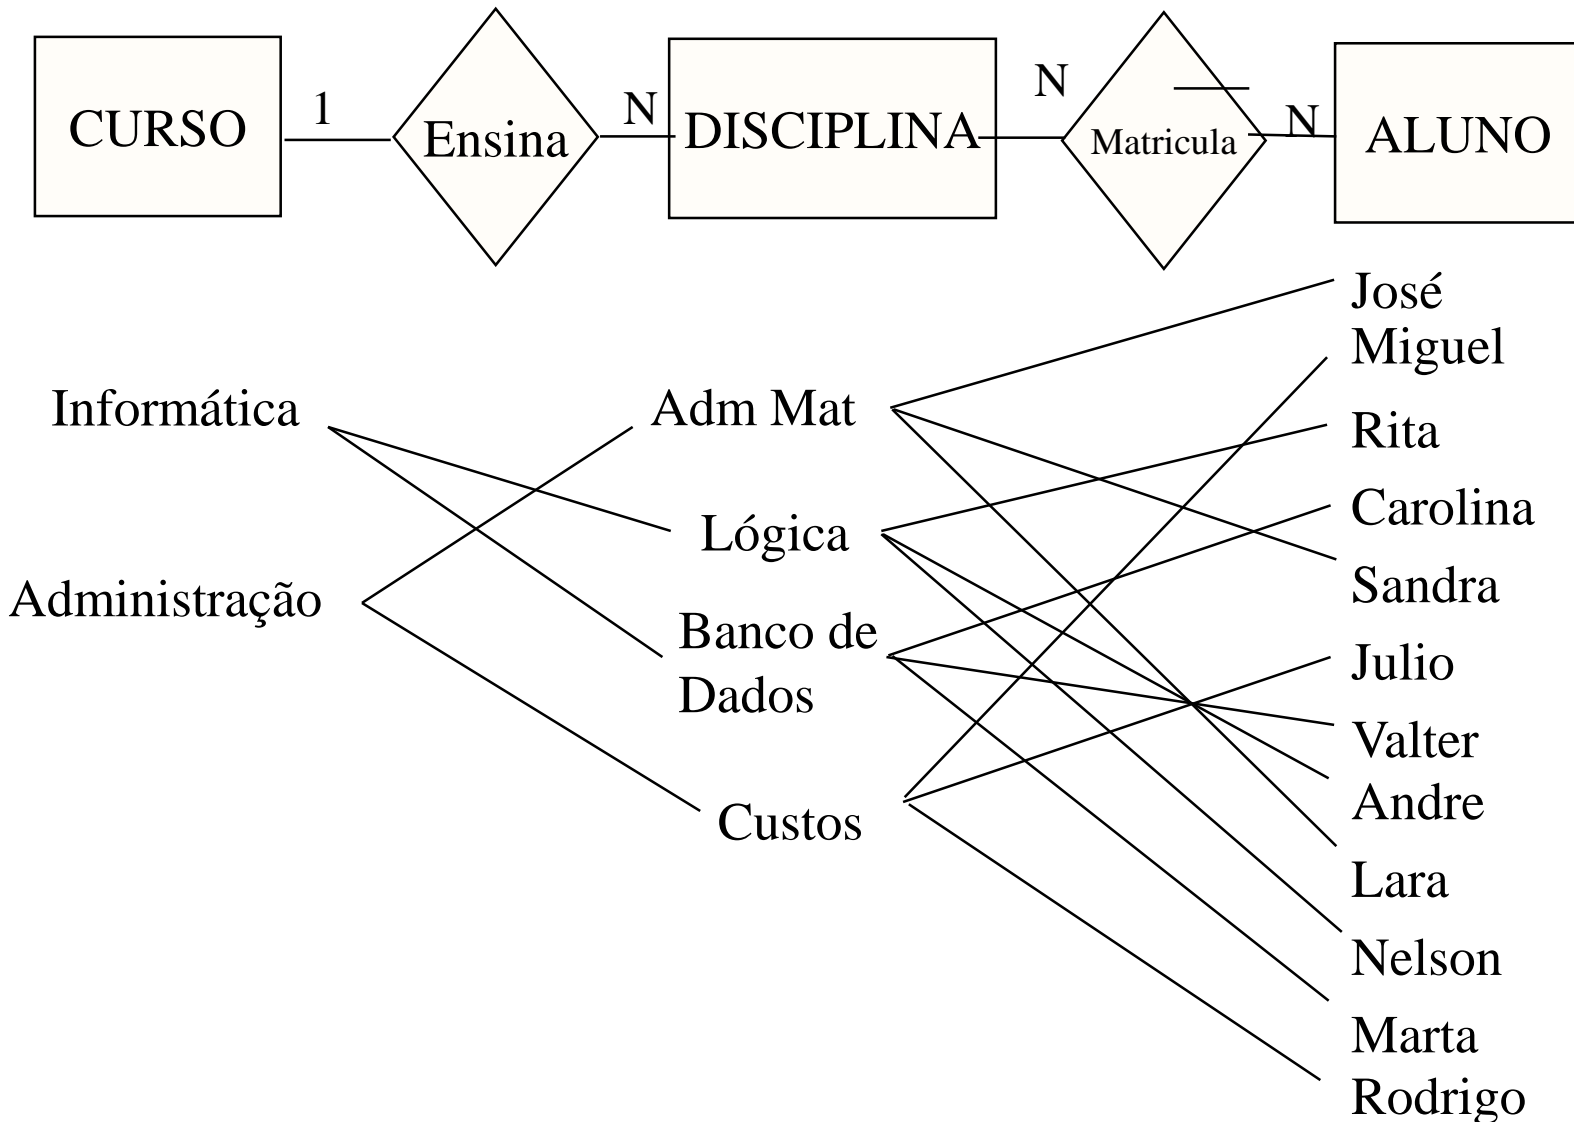 CURSO
1
Ensina
N
DISCIPLINA
N
Matricula
N
ALUNO
Informática
Administração
Adm Mat
Lógica
Banco de
Dados
Custos
José
Miguel
Rita
Carolina
Sandra
Julio
Valter
Andre
Lara
Nelson
Marta
Rodrigo